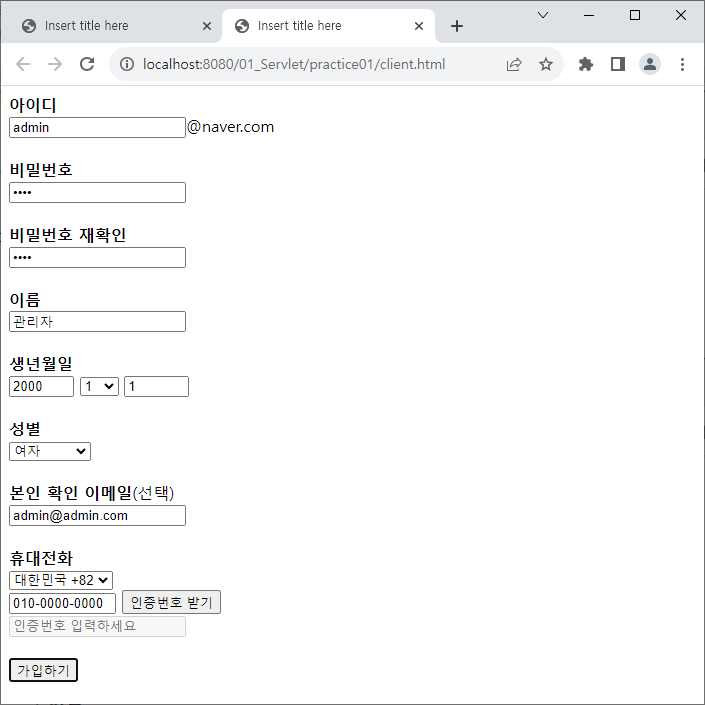 Insert title here
Insert title here
localhost:8080/01_Servlet/practice01/client.html
아이디
admin @naver.com
비밀번호
••••
비밀번호 재확인
••••
이름
관리자
생년월일
2000 1 1
성별
여자
본인 확인 이메일(선택)
admin@admin.com
휴대전화
대한민국 +82
010-0000-0000 인증번호 받기
인증번호 입력하세요
가입하기